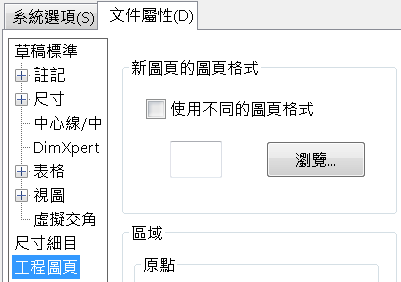 系統選項(S) 文件屬性(D)
草稿標準
註記
尺寸
中心線/中
DimXpert
表格
視圖
虛擬交角
尺寸細目
工程圖頁
新圖頁的圖頁格式
使用不同的圖頁格式
瀏覽...
區域
原點